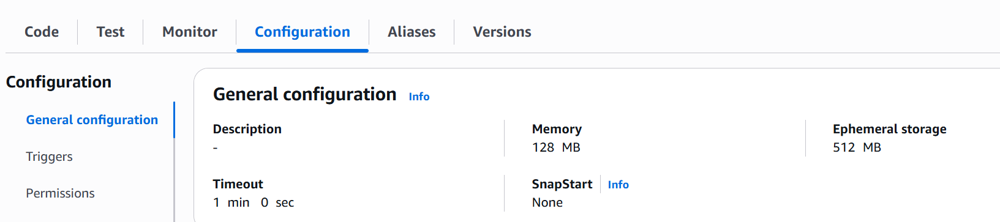 Code Test Monitor Configuration Aliases Versions
Configuration
General configuration
Triggers
Permissions
General configuration Info
Description
-
Memory
128 MB
Ephemeral storage
512 MB
Timeout
1 min 0 sec
SnapStart Info
None